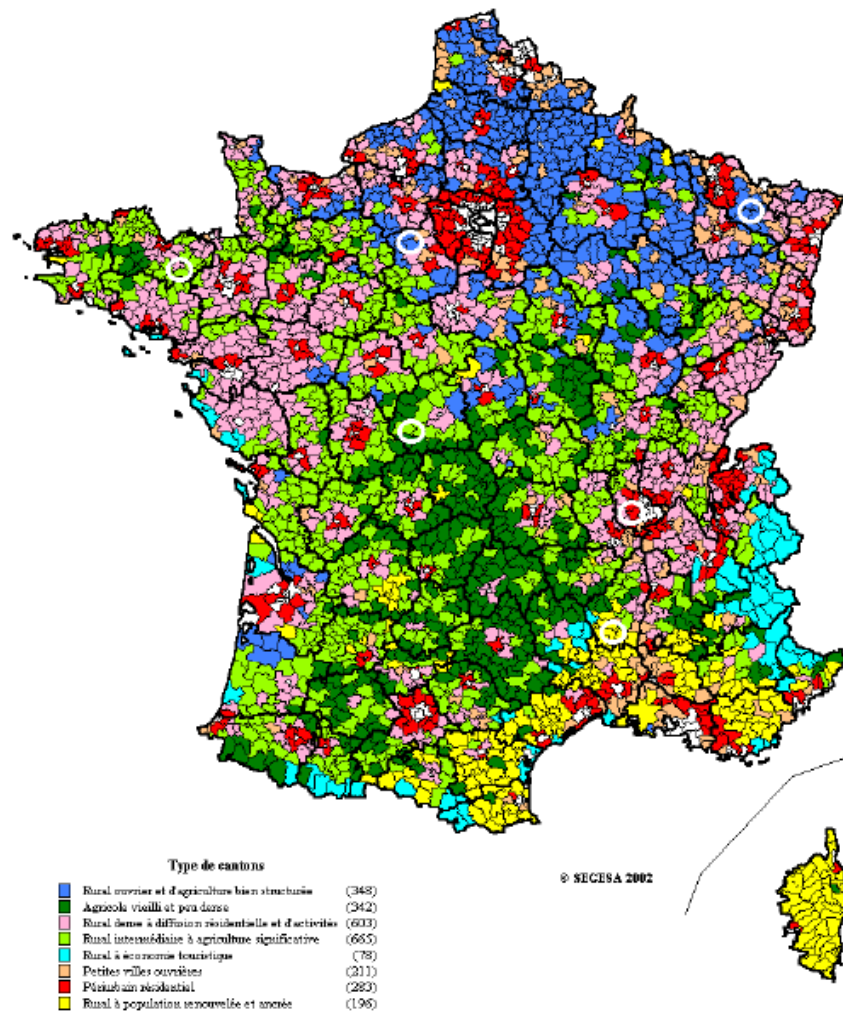 Type de cantons
© SEGESA 2002
Rural ouvrier et d'agriculture bien structurée (348)
Agricole vieilli et peu dense (342)
Rural dense à diffusion résidentielle et d'activités (603)
Rural intermédiaire à agriculture significative (665)
Rural à économie touristique (78)
Petites villes ouvrières (211)
Périurbain résidentiel (283)
Rural à population renouvelée et ancrée (196)